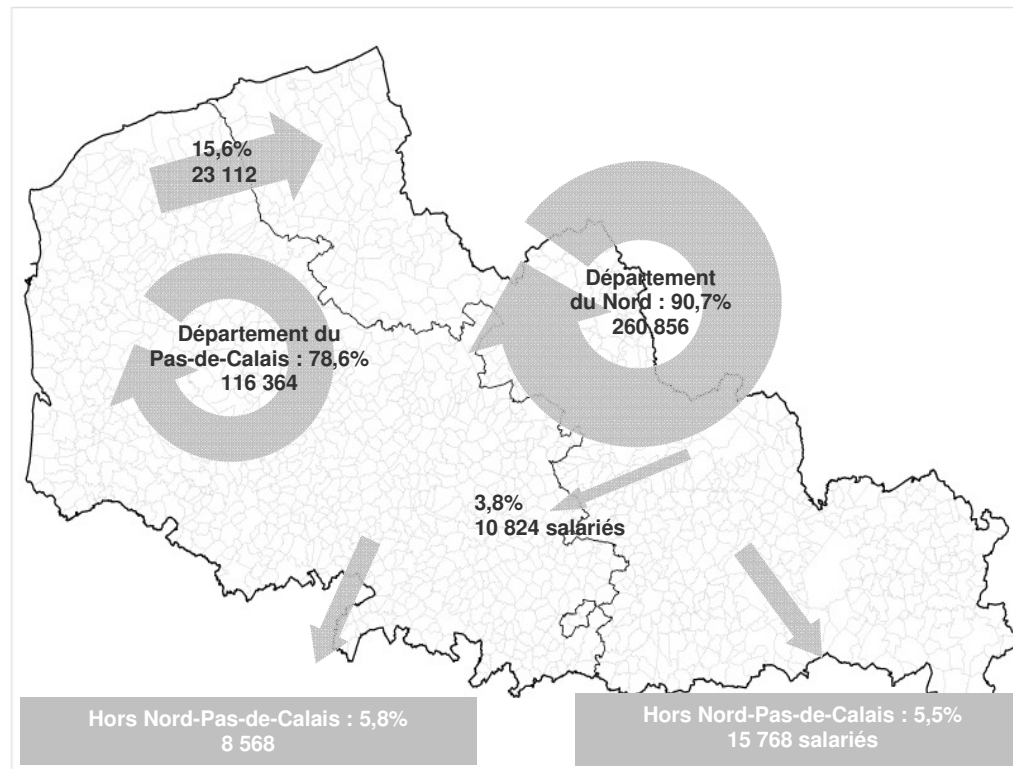 15,6%
23 112
Département
du Nord : 90,7%
260 856
Département du
Pas-de-Calais : 78,6%
116 364
3,8%
10 824 salariés
Hors Nord-Pas-de-Calais : 5,8%
8 568
Hors Nord-Pas-de-Calais : 5,5%
15 768 salariés